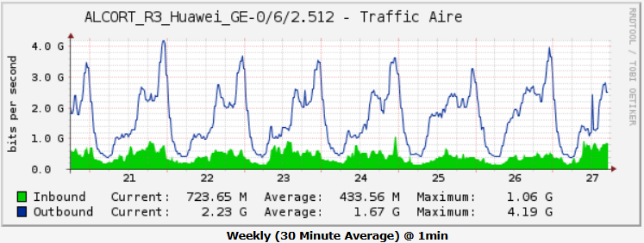 ALCORT_R3_Huawei_GE-0/6/2.512 - Traffic Aire
RRDTOOL / TOBI OETIKER
bits per second
4.0 G
3.0 G
2.0 G
1.0 G
0.0
21 22 23 24 25 26 27
Inbound Current: 723.65 M Average: 433.56 M Maximum: 1.06 G
Outbound Current: 2.23 G Average: 1.67 G Maximum: 4.19 G
Weekly (30 Minute Average) @ 1min